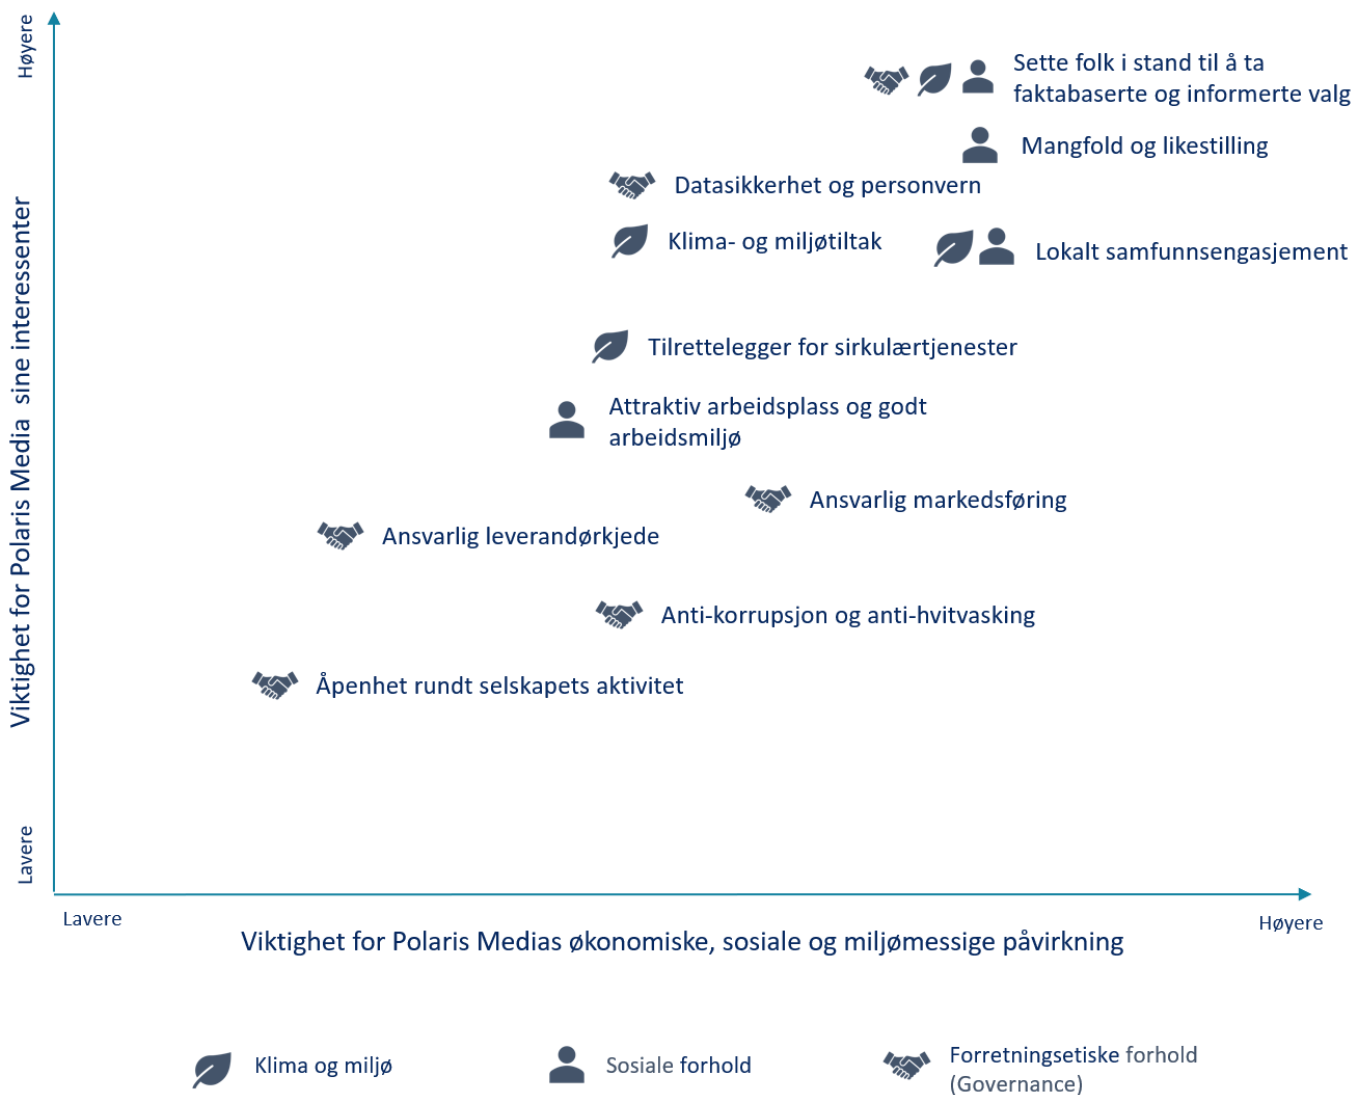 Høyere
Sette folk i stand til å ta
faktabaserte og informerte valg
Mangfold og likestilling
Datasikkerhet og personvern
Klima- og miljøtiltak
Lokalt samfunnsengasjement
Tilrettelegger for sirkulærtjenester
Attraktiv arbeidsplass og godt
arbeidsmiljø
Ansvarlig markedsføring
Ansvarlig leverandørkjede
Anti-korrupsjon og anti-hvitvasking
Åpenhet rundt selskapets aktivitet
Viktighet for Polaris Media sine interessenter
Lavere
Lavere
Høyere
Viktighet for Polaris Medias økonomiske, sosiale og miljømessige påvirkning
Klima og miljø
Sosiale forhold
Forretningsetiske forhold
(Governance)